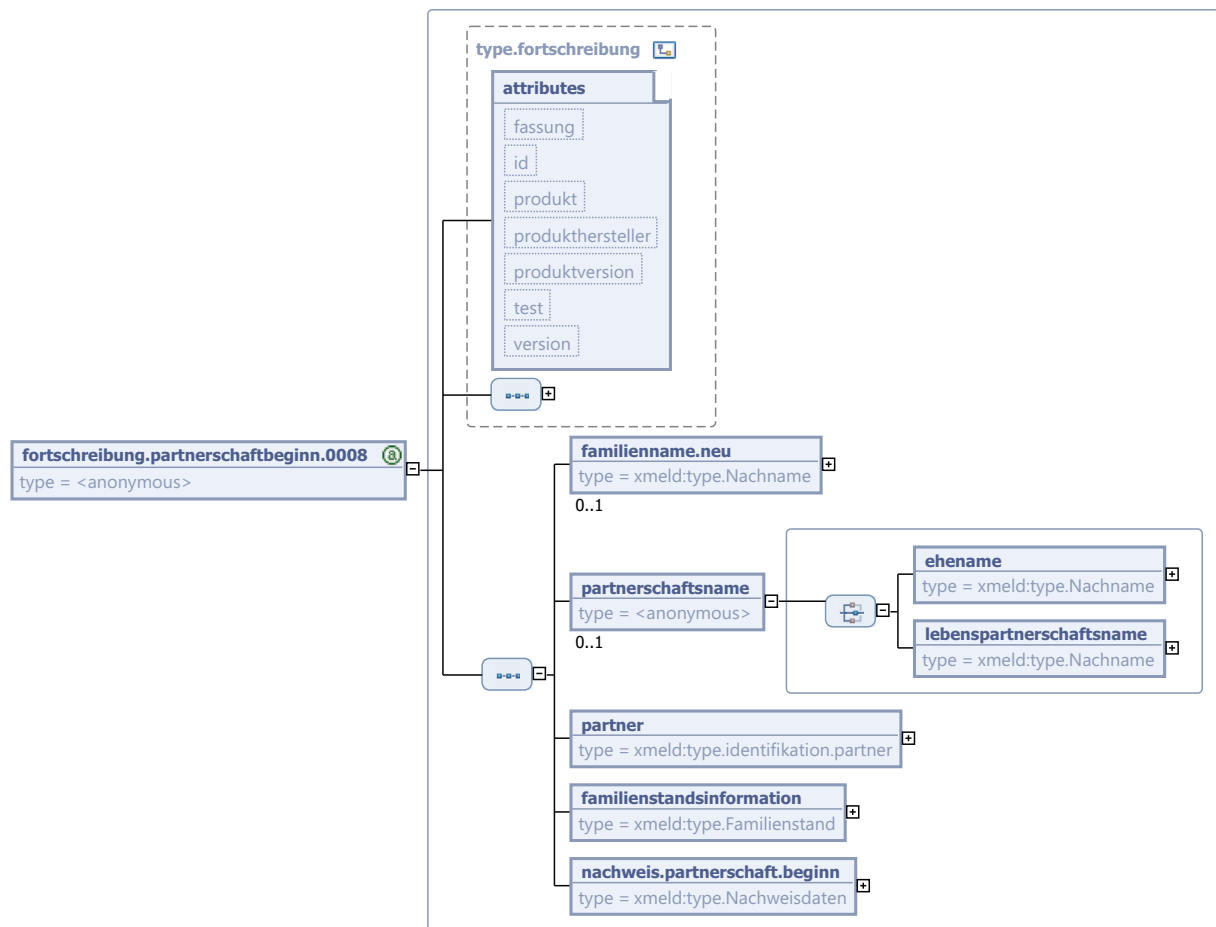 type.fortschreibung
attributes
fassung
id
produkt
produkthersteller
produktversion
test
version
fortschreibung.partnerschaftbeginn.0008
type = <anonymous>
familienname.neu
type = xmeld:type.Nachname
0..1
partnerschaftsname
type = <anonymous>
0..1
ehename
type = xmeld:type.Nachname
lebenspartnerschaftsname
type = xmeld:type.Nachname
partner
type = xmeld:type.identifikation.partner
familienstandsinformation
type = xmeld:type.Familienstand
nachweis.partnerschaft.beginn
type = xmeld:type.Nachweisdaten